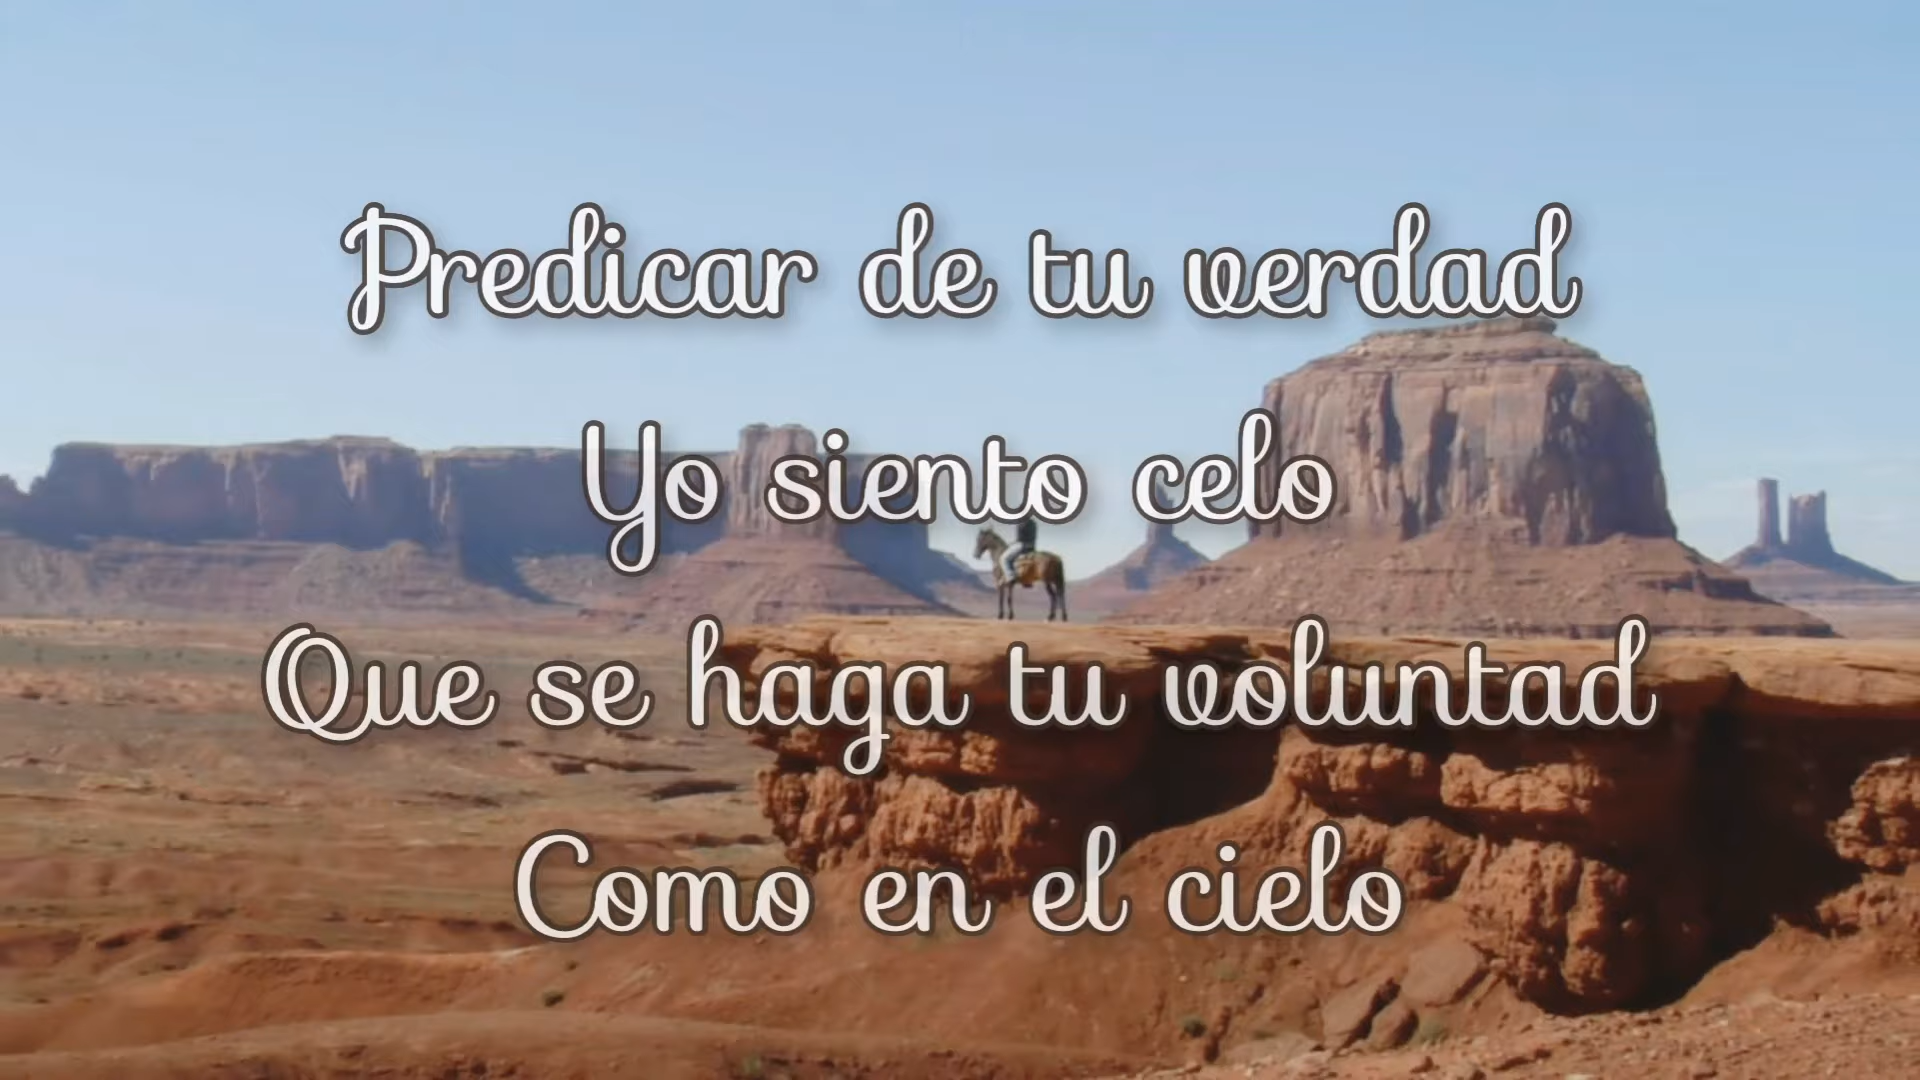 Predicar de tu verdad
Yo siento celo
Que se haga tu voluntad
Como en el cielo